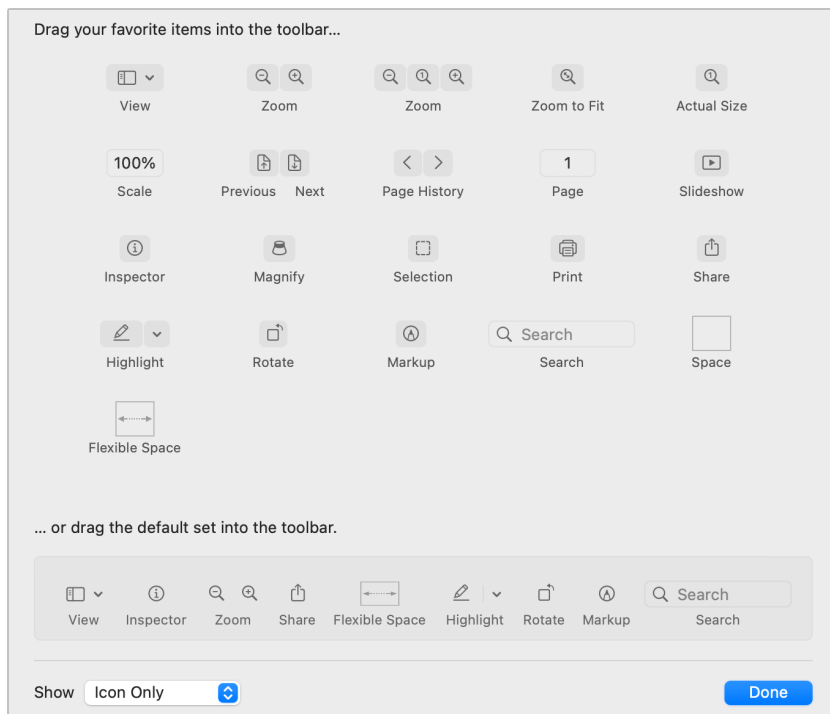 Drag your favorite items into the toolbar...
View Zoom Zoom Zoom to Fit Actual Size
100% 1
Scale Previous Next Page History Page Slideshow
Inspector Magnify Selection Print Share
Search
Highlight Rotate Markup Search Space
Flexible Space
... or drag the default set into the toolbar.
Search
View Inspector Zoom Share Flexible Space Highlight Rotate Markup Search
Show Icon Only Done